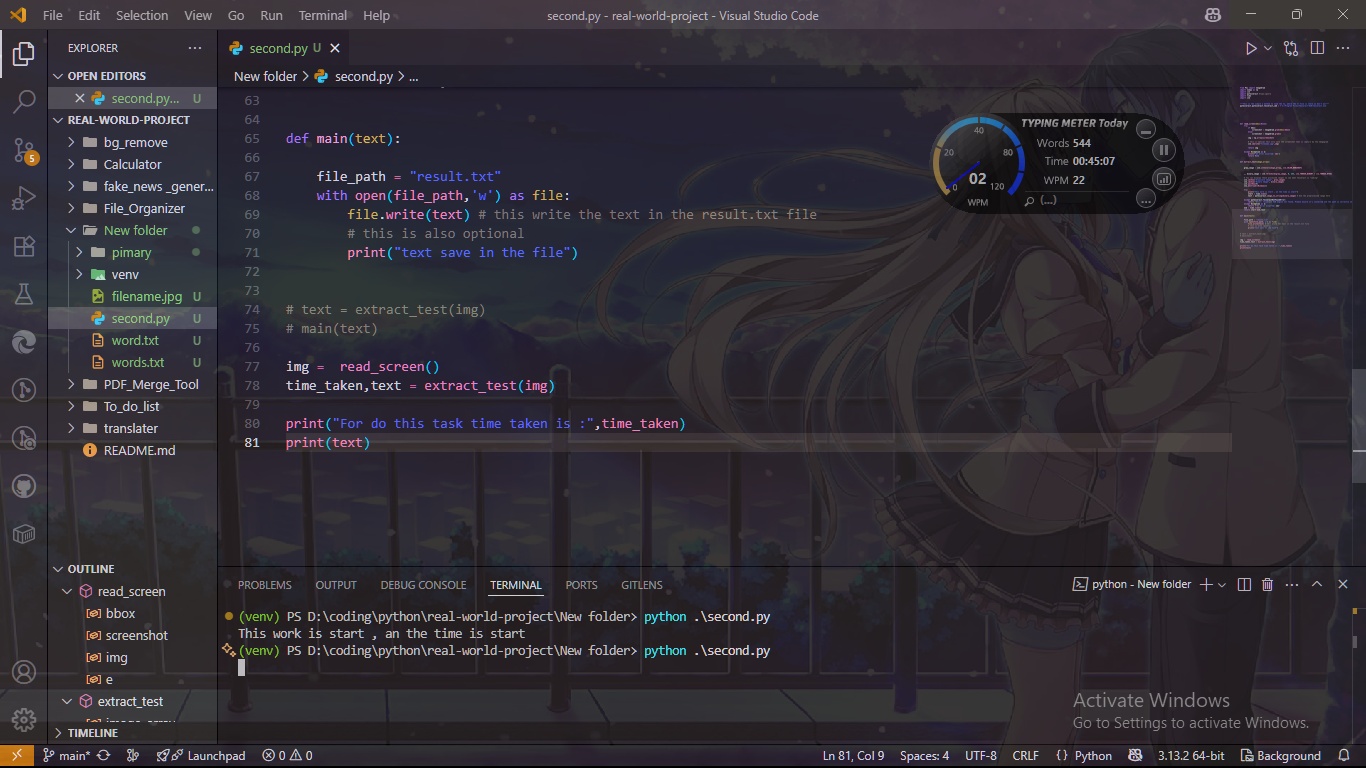 File Edit Selection View Go Run Terminal Help second.py - real-world-project - Visual Studio Code
EXPLORER
OPEN EDITORS
second.py... U
REAL-WORLD-PROJECT
bg_remove
Calculator
fake_news _gener...
File_Organizer
New folder
pimary
venv
filename.jpg U
second.py U
word.txt U
words.txt U
PDF_Merge_Tool
To_do_list
translater
README.md
OUTLINE
read_screen
bbox
screenshot
img
e
extract_test
TIMELINE
5
second.py U
New folder > second.py > ...
63
64
65 def main(text):
66
67 file_path = "result.txt"
68 with open(file_path,'w') as file:
69 file.write(text) # this write the text in the result.txt file
70 # this is also optional
71 print("text save in the file")
72
73
74 # text = extract_test(img)
75 # main(text)
76
77 img =  read_screen()
78 time_taken,text = extract_test(img)
79
80 print("For do this task time taken is :",time_taken)
81 print(text)
TYPING METER Today
Words 544
Time 00:45:07
WPM 22
(...)
0 20 40 80 120
02
WPM
PROBLEMS OUTPUT DEBUG CONSOLE TERMINAL PORTS GITLENS
python - New folder
(venv) PS D:\coding\python\real-world-project\New folder> python .\second.py
This work is start , an the time is start
(venv) PS D:\coding\python\real-world-project\New folder> python .\second.py
Activate Windows
Go to Settings to activate Windows.
main* Launchpad 0 0 Ln 81, Col 9 Spaces: 4 UTF-8 CRLF {} Python 3.13.2 64-bit Background